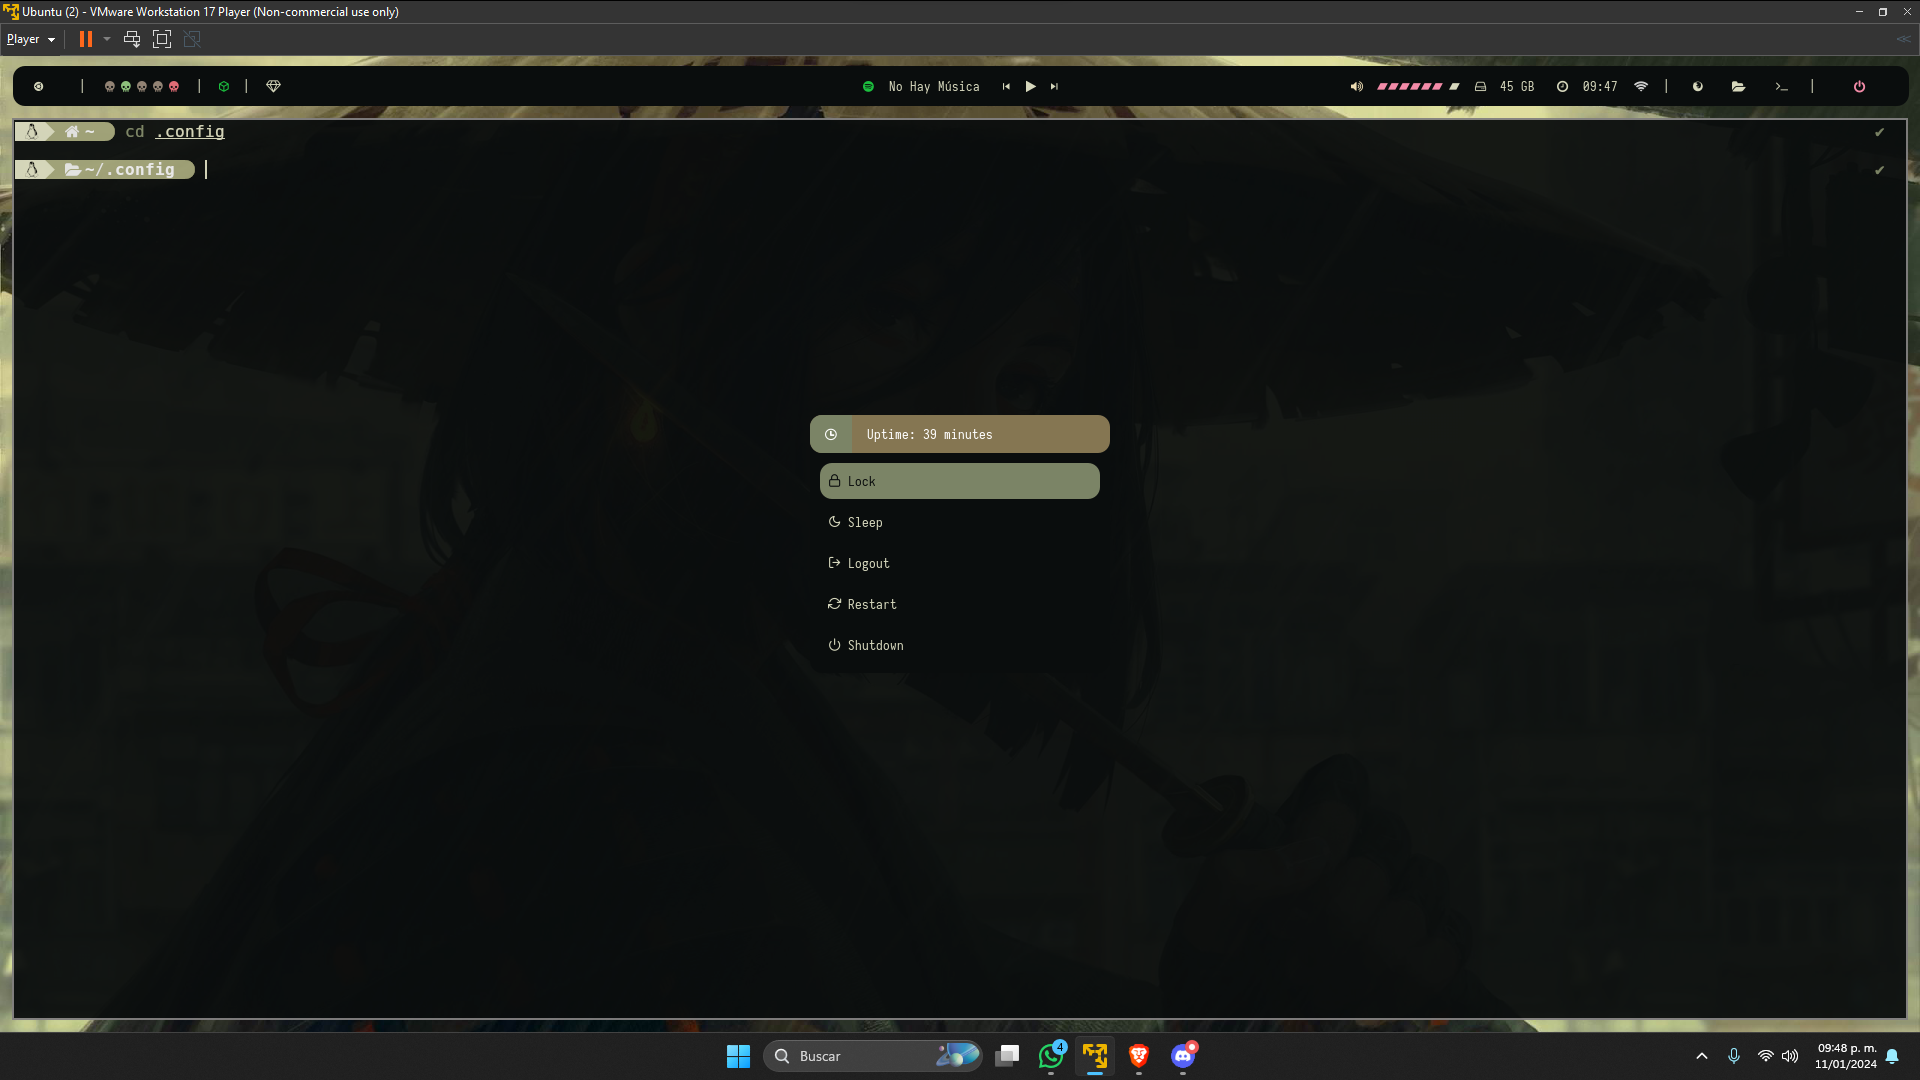 Ubuntu (2) - VMware Workstation 17 Player (Non-commercial use only)
Player
No Hay Música
45 GB
09:47
~ cd .config
~/.config
Uptime: 39 minutes
Lock
Sleep
Logout
Restart
Shutdown
Buscar
4
09:48 p. m.
11/01/2024